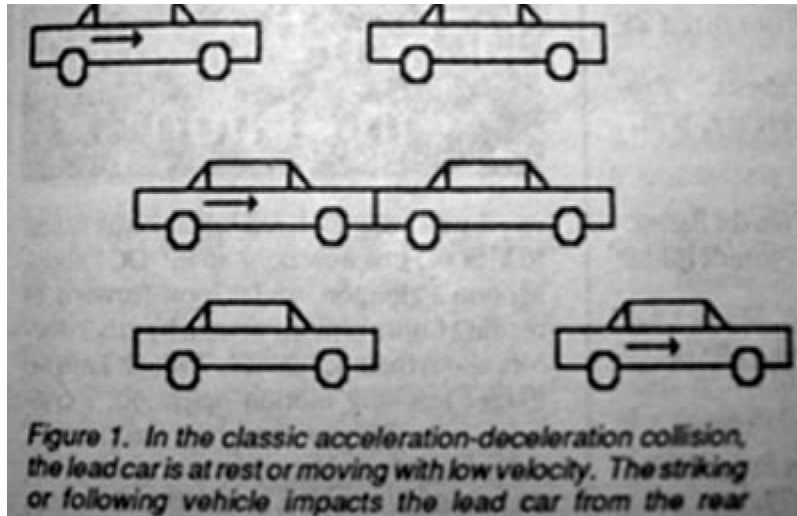 Figure 1. In the classic acceleration-deceleration collision,
the lead car is at rest or moving with low velocity. The striking
or following vehicle impacts the lead car from the rear